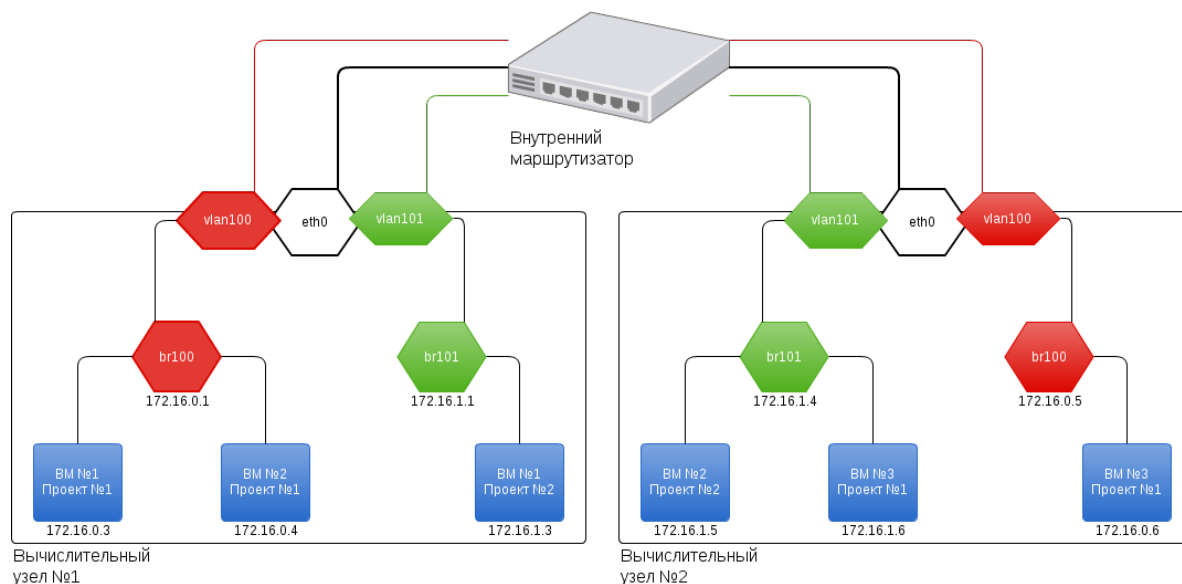 Внутренний
маршрутизатор
vlan100
eth0
vlan101
br100
172.16.0.1
br101
172.16.1.1
ВМ №1
Проект №1
172.16.0.3
ВМ №2
Проект №1
172.16.0.4
ВМ №1
Проект №2
172.16.1.3
Вычислительный
узел №1
vlan101
eth0
vlan100
br101
172.16.1.4
br100
172.16.0.5
ВМ №2
Проект №2
172.16.1.5
ВМ №3
Проект №1
172.16.1.6
ВМ №3
Проект №1
172.16.0.6
Вычислительный
узел №2